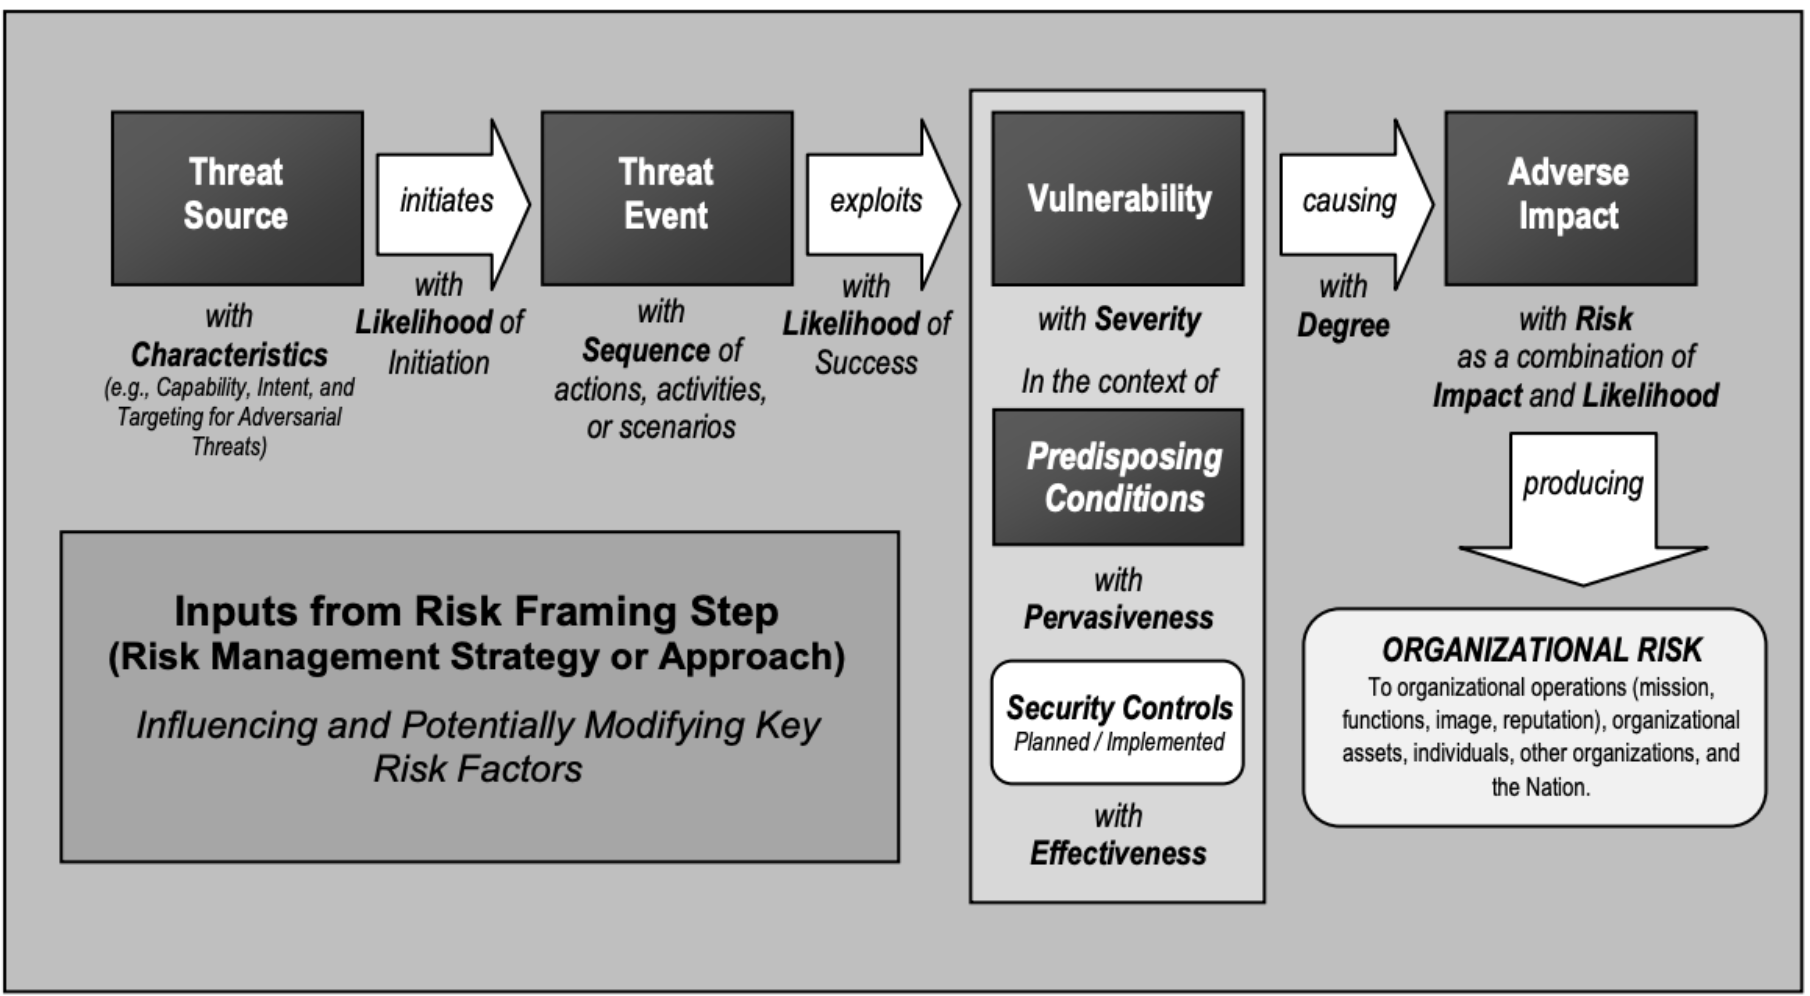 Threat
Source
initiates
Threat
Event
exploits
Vulnerability
causing
Adverse
Impact
with
Characteristics
(e.g., Capability, Intent, and
Targeting for Adversarial
Threats)
with
Likelihood of
Initiation
with
Sequence of
actions, activities,
or scenarios
with
Likelihood of
Success
with Severity
In the context of
Predisposing
Conditions
with
Pervasiveness
Security Controls
Planned / Implemented
with
Effectiveness
with
Degree
with Risk
as a combination of
Impact and Likelihood
producing
ORGANIZATIONAL RISK
To organizational operations (mission,
functions, image, reputation), organizational
assets, individuals, other organizations, and
the Nation.
Inputs from Risk Framing Step
(Risk Management Strategy or Approach)
Influencing and Potentially Modifying Key
Risk Factors